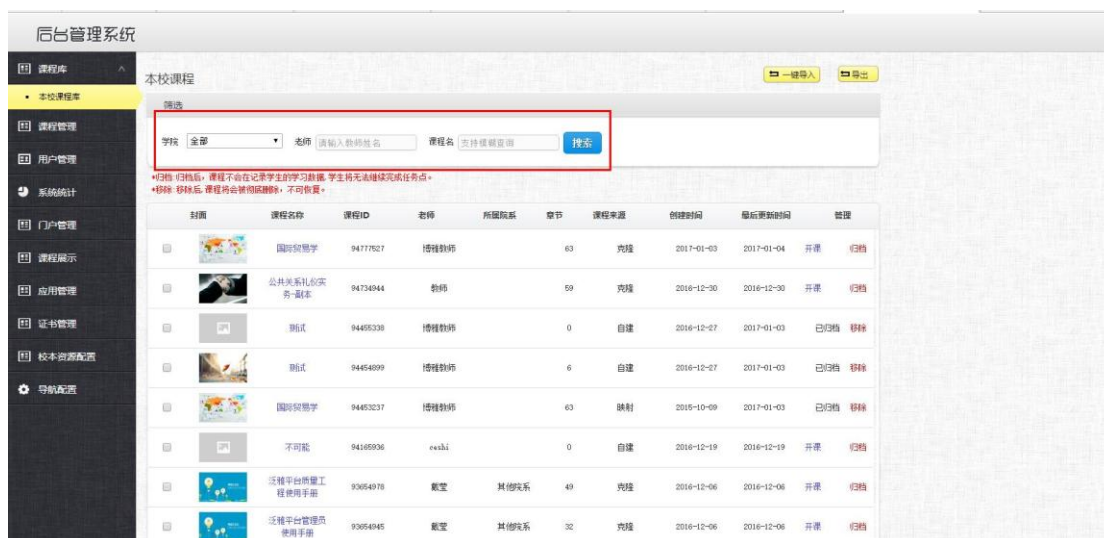 后台管理系统
课程库
本校课程库
课程管理
用户管理
系统统计
门户管理
课程展示
应用管理
证书管理
校本资源配置
导航配置
本校课程
一键导入
导出
筛选
学院 全部 老师 请输入教师姓名 课程名 支持模糊查询 搜索
*归档:归档后，课程不会在记录学生的学习数据,学生将无法继续完成任务点。
*移除:移除后,课程将会被彻底删除，不可恢复。
封面 课程名称 课程ID 老师 所属院系 章节 课程来源 创建时间 最后更新时间 管理
国际贸易学 94777527 博雅教师 63 克隆 2017-01-03 2017-01-04 开课 归档
公共关系礼仪实
务-副本 94734944 教师 59 克隆 2016-12-30 2016-12-30 开课 归档
测试 94455338 博雅教师 0 自建 2016-12-27 2017-01-03 已归档 移除
测试 94454899 博雅教师 6 自建 2016-12-27 2017-01-03 已归档 移除
国际贸易学 94453237 博雅教师 63 映射 2015-10-09 2017-01-03 已归档 移除
不可能 94165936 ceshi 0 自建 2016-12-19 2016-12-19 开课 归档
泛雅平台质量工
程使用手册 93654978 戴莹 其他院系 49 克隆 2016-12-06 2016-12-06 开课 归档
泛雅平台管理员
使用手册 93654945 戴莹 其他院系 32 克隆 2016-12-06 2016-12-06 开课 归档